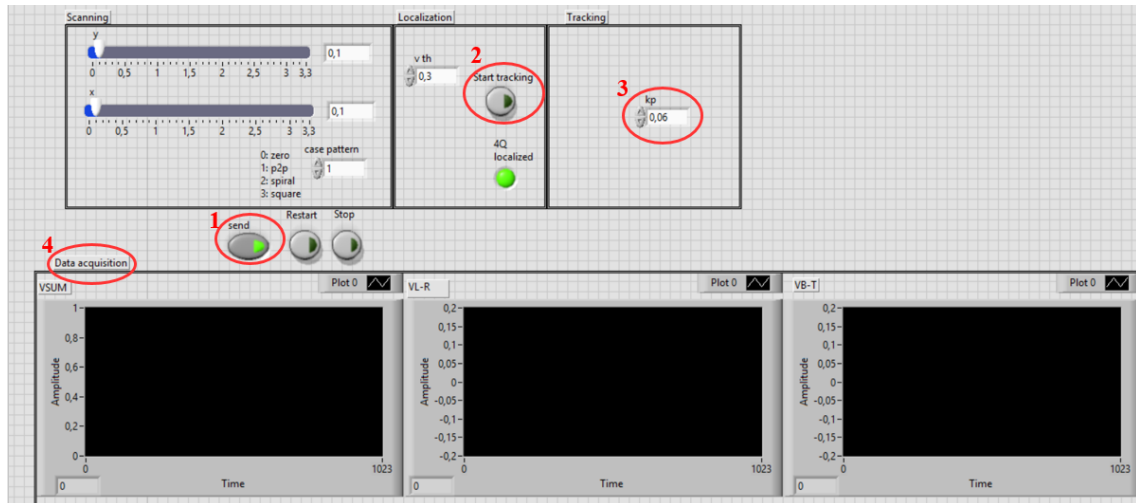 Scanning
y
0,1
0 0,5 1 1,5 2 2,5 3 3,3
x
0,1
0 0,5 1 1,5 2 2,5 3 3,3
0: zero
1: p2p
2: spiral
3: square
case pattern
1
Localization
v th
0,3
2
Start tracking
4Q
localized
Tracking
3
kp
0,06
1
send
Restart
Stop
4
Data acquisition
VSUM
Plot 0
Amplitude
1
0,8
0,6
0,4
0,2
0
0
1023
Time
0
VL-R
Plot 0
Amplitude
0,2
0,15
0,1
0,05
0
-0,05
-0,1
-0,15
-0,2
0
1023
Time
0
VB-T
Plot 0
Amplitude
0,2
0,15
0,1
0,05
0
-0,05
-0,1
-0,15
-0,2
0
1023
Time
0